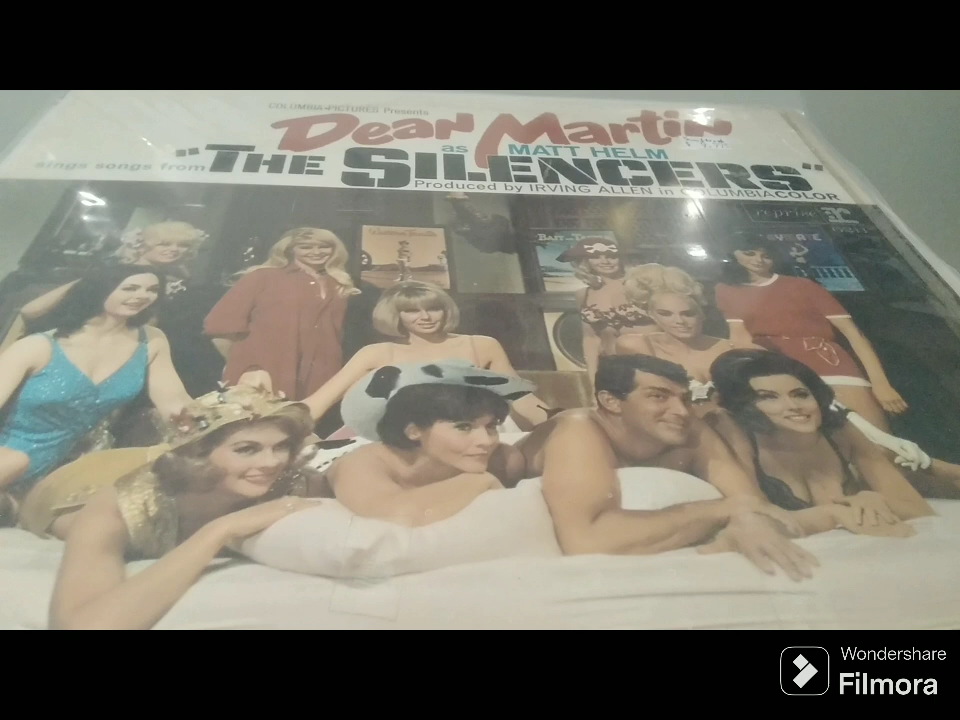 COLUMBIA PICTURES Presents
Dean Martin
as MATT HELM
sings songs from "THE SILENCERS"
Produced by IRVING ALLEN in COLUMBIACOLOR
reprise
Wondershare
Filmora